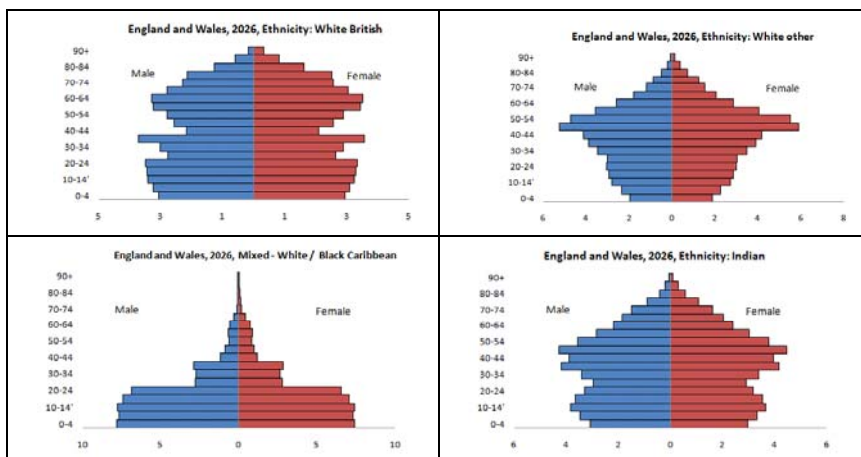 England and Wales, 2026, Ethnicity: White British
90+
80-84
70-74
60-64
50-54
40-44
30-34
20-24
10-14'
0-4
Male
Female
5 3 1 1 3 5
England and Wales, 2026, Ethnicity: White other
90+
80-84
70-74
60-64
50-54
40-44
30-34
20-24
10-14'
0-4
Male
Female
6 4 2 0 2 4 6 8
England and Wales, 2026, Mixed - White / Black Caribbean
90+
80-84
70-74
60-64
50-54
40-44
30-34
20-24
10-14'
0-4
Male
Female
10 5 0 5 10
England and Wales, 2026, Ethnicity: Indian
90+
80-84
70-74
60-64
50-54
40-44
30-34
20-24
10-14'
0-4
Male
Female
6 4 2 0 2 4 6